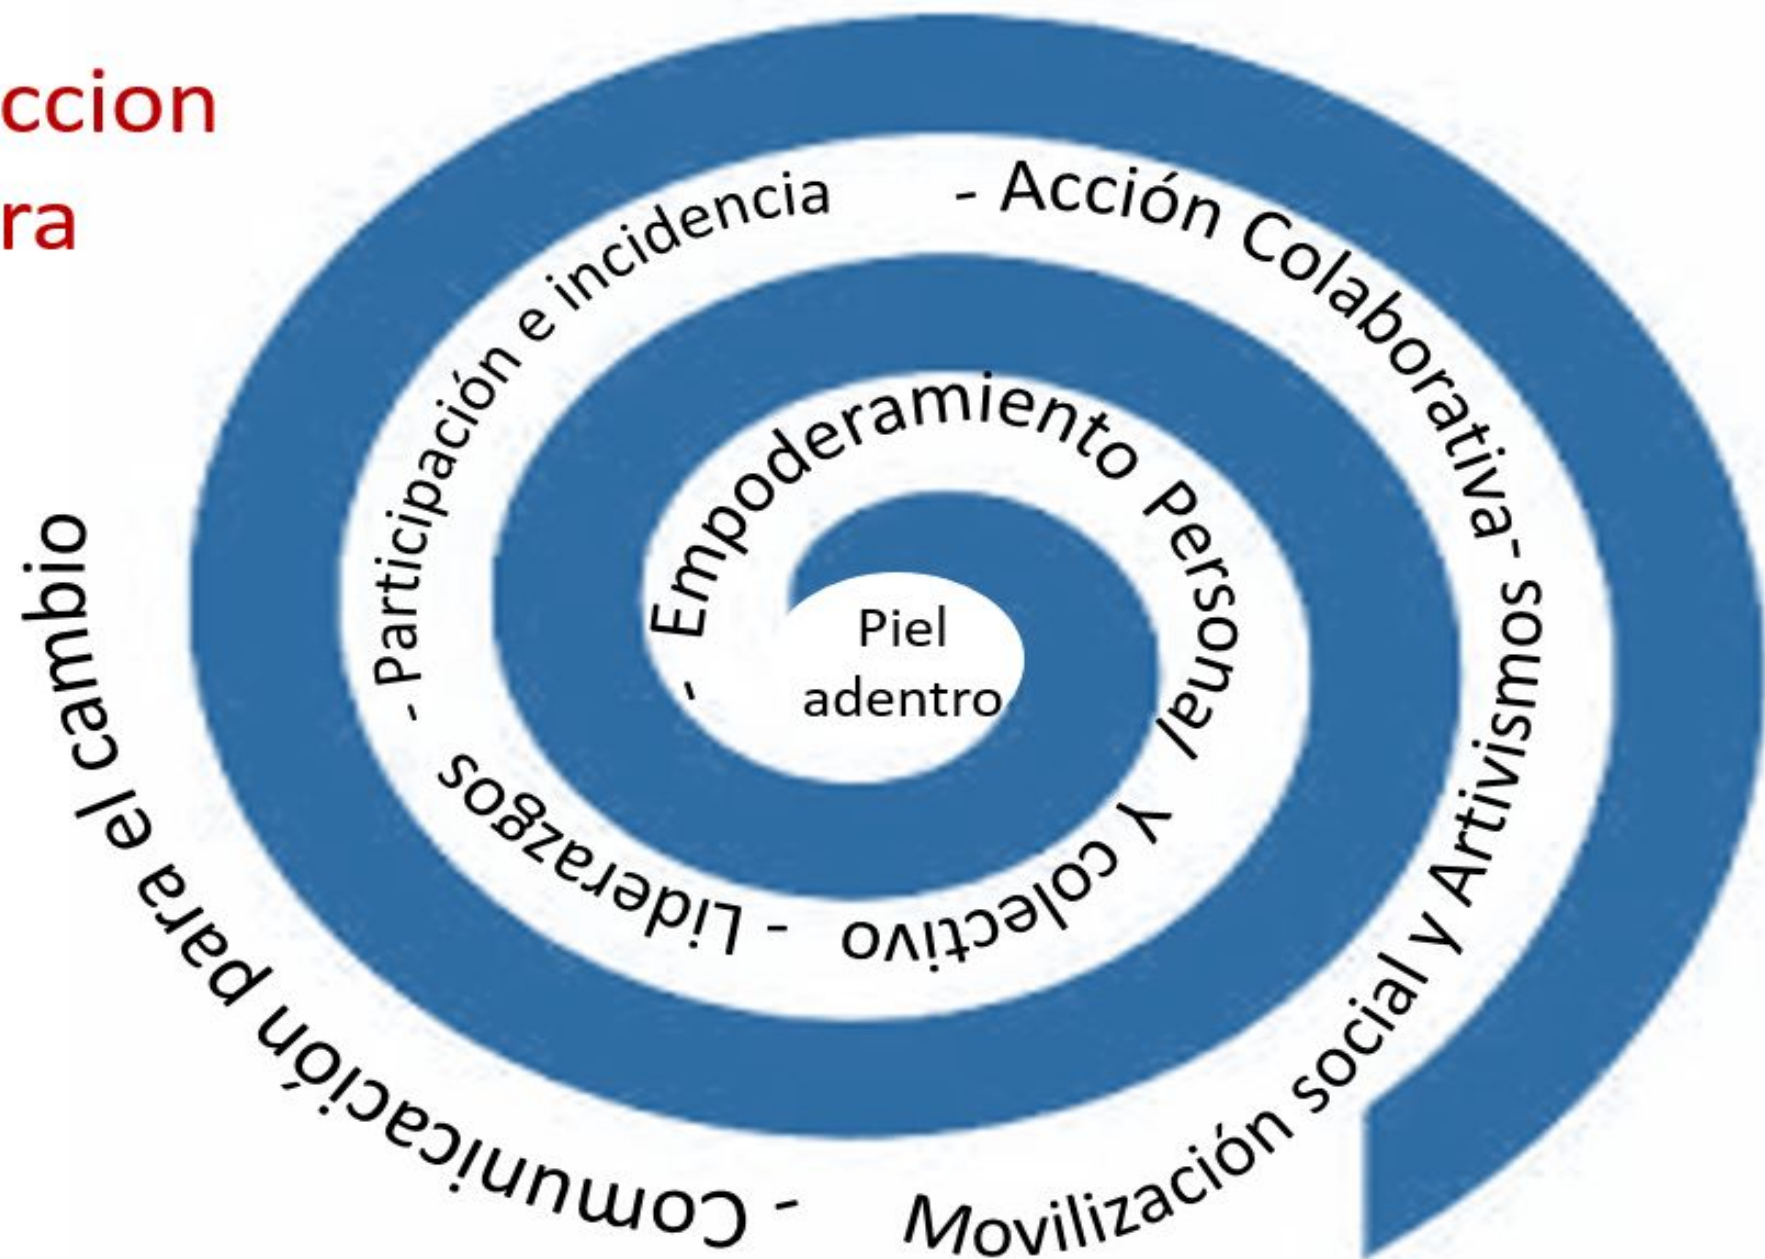 ccion
ra
Piel
adentro
- Empoderamiento Personal Y colectivo
- Liderazgos
- Participación e incidencia
- Acción Colaborativa
- Movilización social y Artivismos
- Comunicación para el cambio